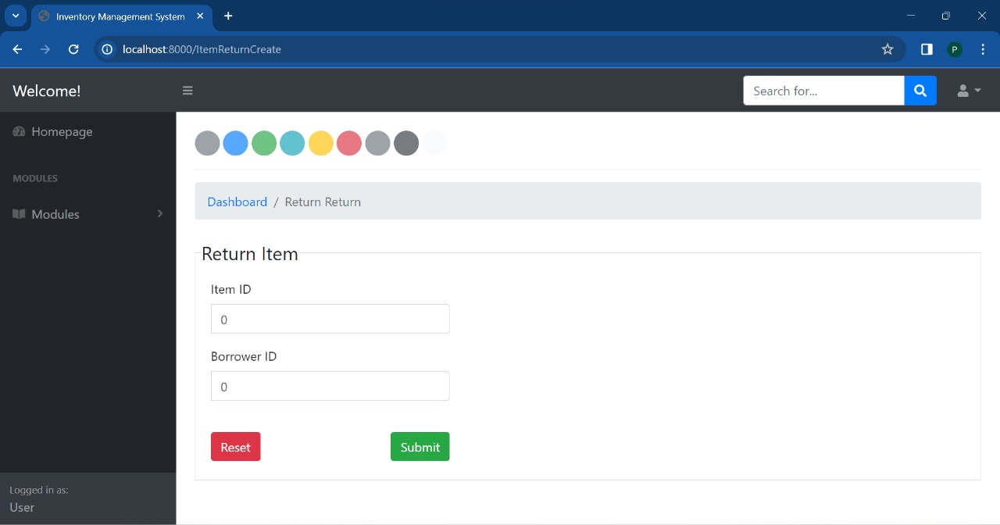 Inventory Management System
localhost:8000/ItemReturnCreate
P
Welcome!
Search for...
Homepage
MODULES
Modules
Dashboard / Return Return
Return Item
Item ID
0
Borrower ID
0
Reset Submit
Logged in as:
User